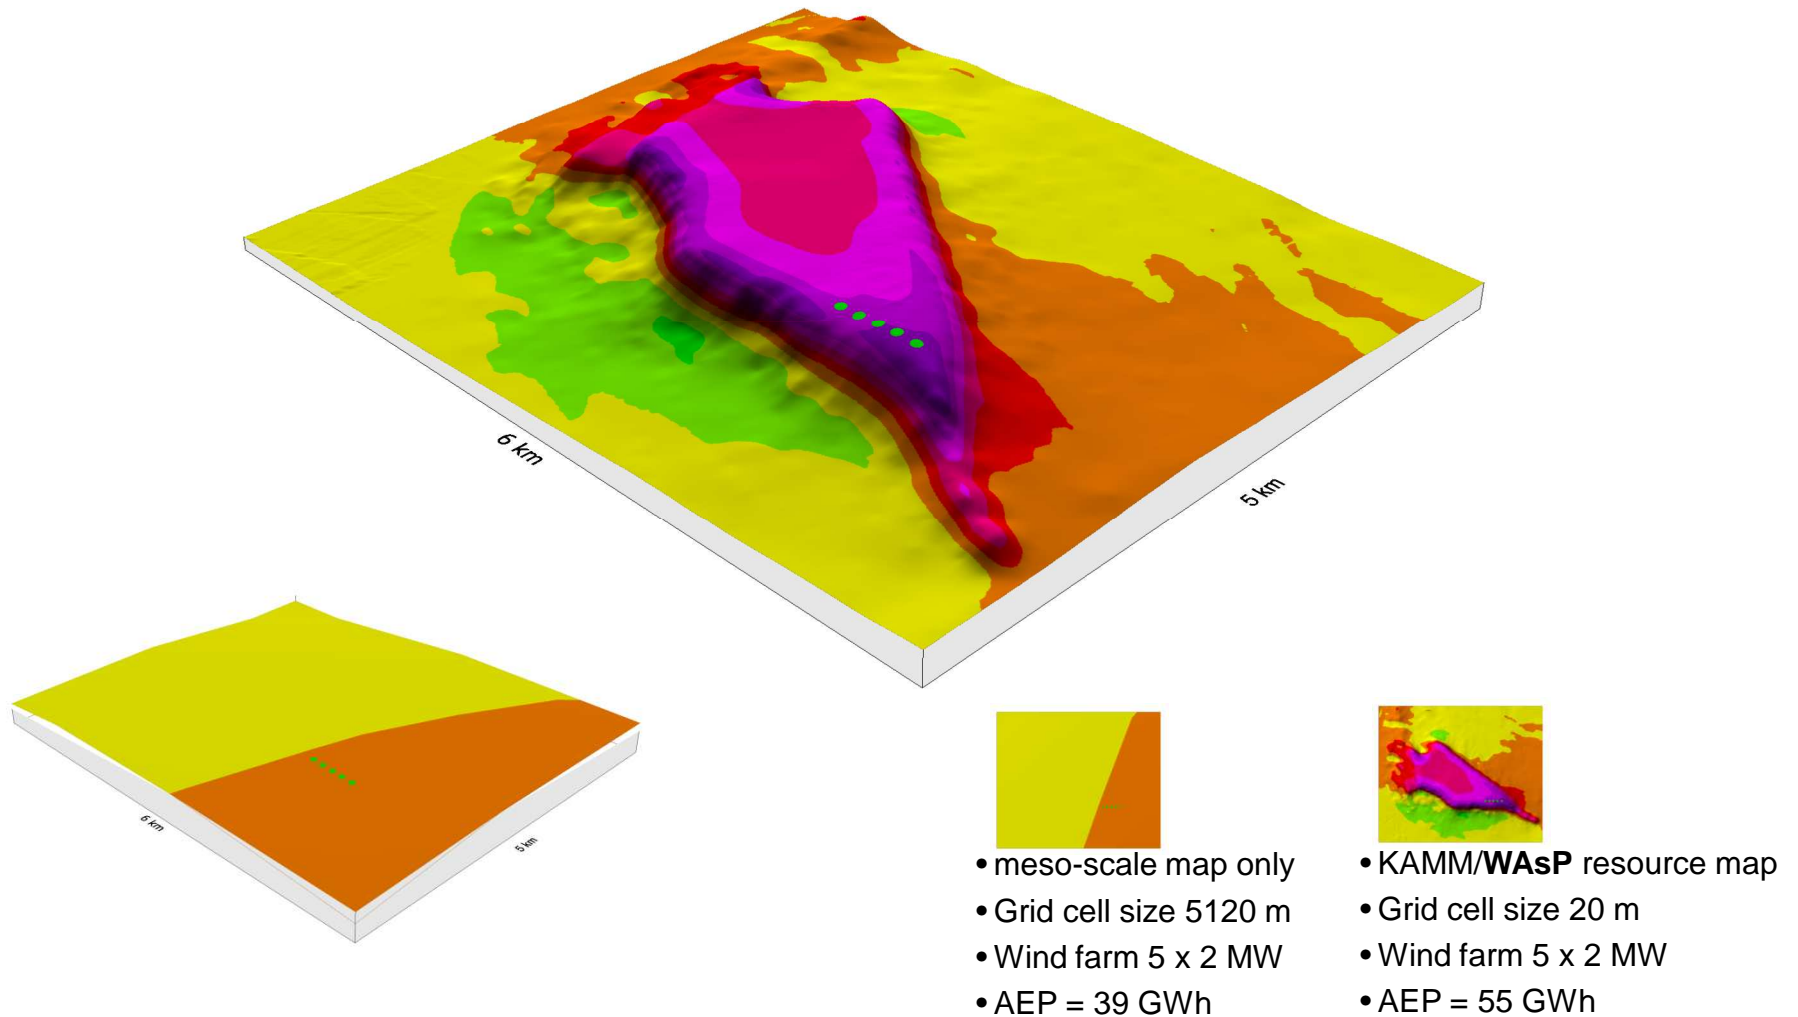 6 km
5 km
6 km
5 km
• meso-scale map only
• Grid cell size 5120 m
• Wind farm 5 x 2 MW
• AEP = 39 GWh
• KAMM/WAsP resource map
• Grid cell size 20 m
• Wind farm 5 x 2 MW
• AEP = 55 GWh